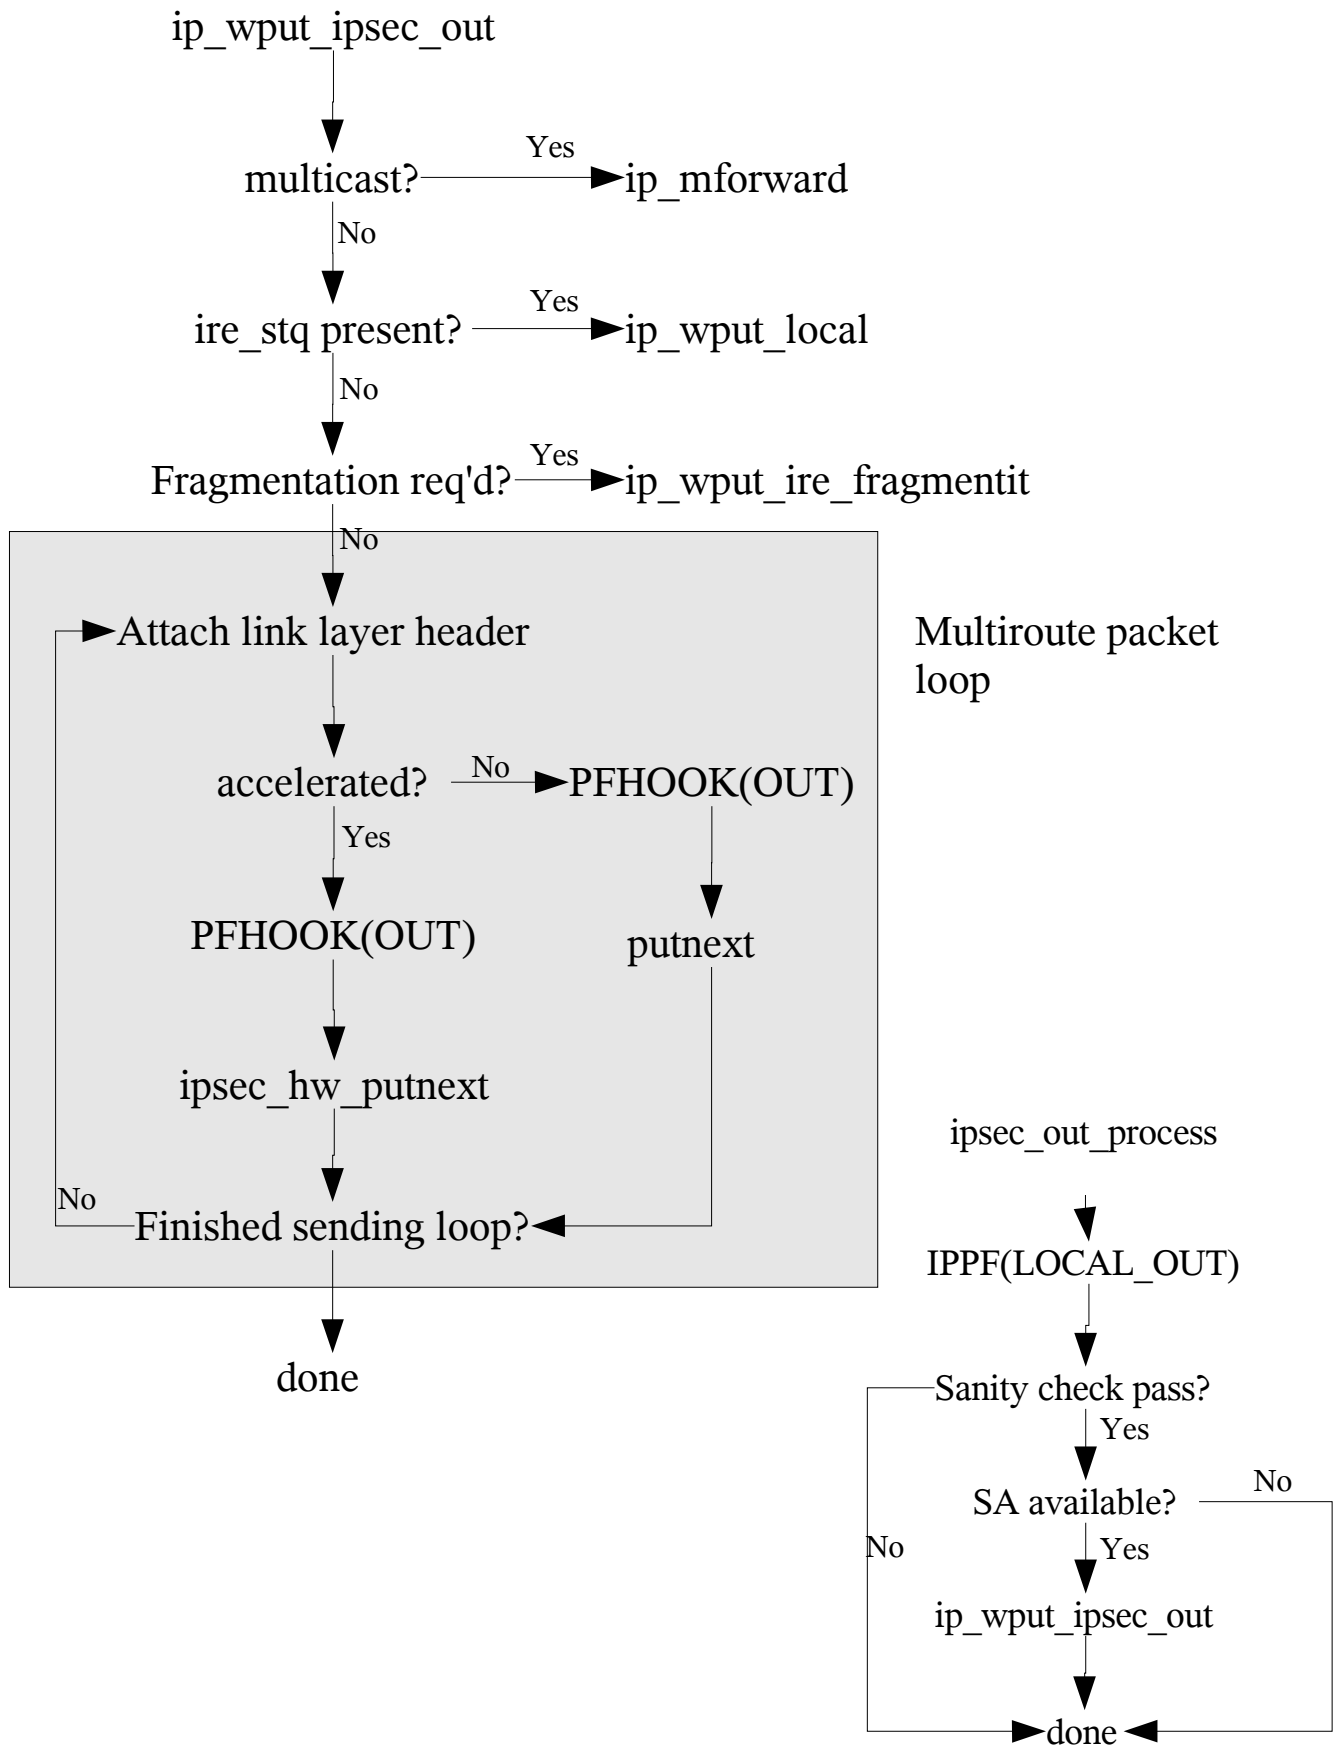 ip_wput_ipsec_out
Yes
multicast?
ip_mforward
No
Yes
ire_stq present?
ip_wput_local
No
Yes
Fragmentation req'd?
ip_wput_ire_fragmentit
No
Attach link layer header
Multiroute packet
loop
No
accelerated?
PFHOOK(OUT)
Yes
PFHOOK(OUT)
putnext
ipsec_hw_putnext
No
Finished sending loop?
done
ipsec_out_process
IPPF(LOCAL_OUT)
Sanity check pass?
Yes
No
SA available?
No
Yes
ip_wput_ipsec_out
done